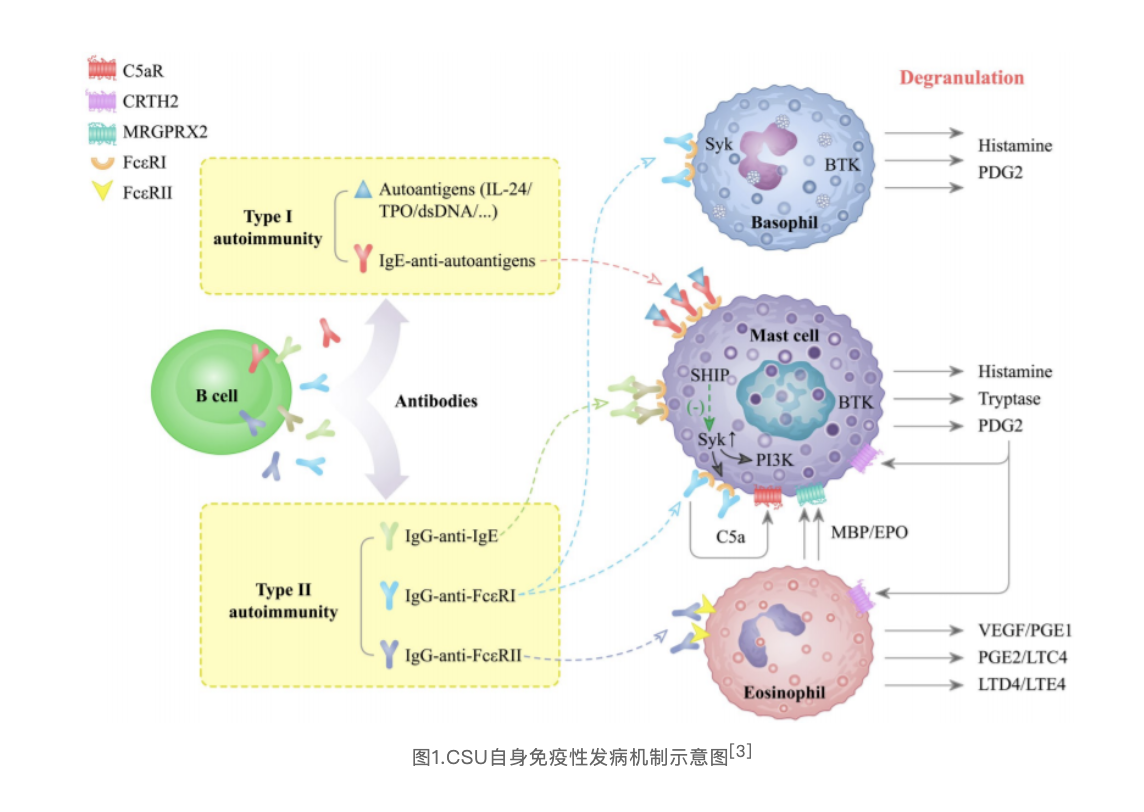 C5aR
CRTH2
MRGPRX2
FcεRI
FcεRII
Type I
autoimmunity
Autoantigens (IL-24/
TPO/dsDNA/...)
IgE-anti-autoantigens
B cell
Antibodies
Type II
autoimmunity
IgG-anti-IgE
IgG-anti-FcεRI
IgG-anti-FcεRII
Degranulation
Syk
BTK
Basophil
Histamine
PDG2
Mast cell
SHIP
(-)
Syk↑
PI3K
BTK
Histamine
Tryptase
PDG2
C5a
MBP/EPO
Eosinophil
VEGF/PGE1
PGE2/LTC4
LTD4/LTE4
图1.CSU自身免疫性发病机制示意图[3]